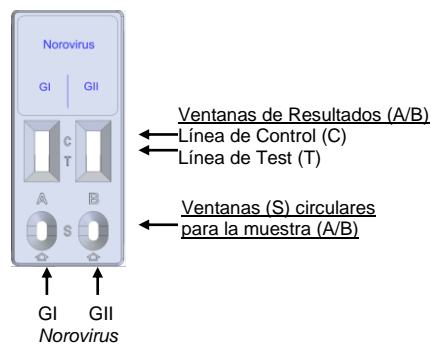 Norovirus
GI GII
Ventanas de Resultados (A/B)
C Línea de Control (C)
T Línea de Test (T)
A B
Ventanas (S) circulares
S para la muestra (A/B)
GI GII
Norovirus